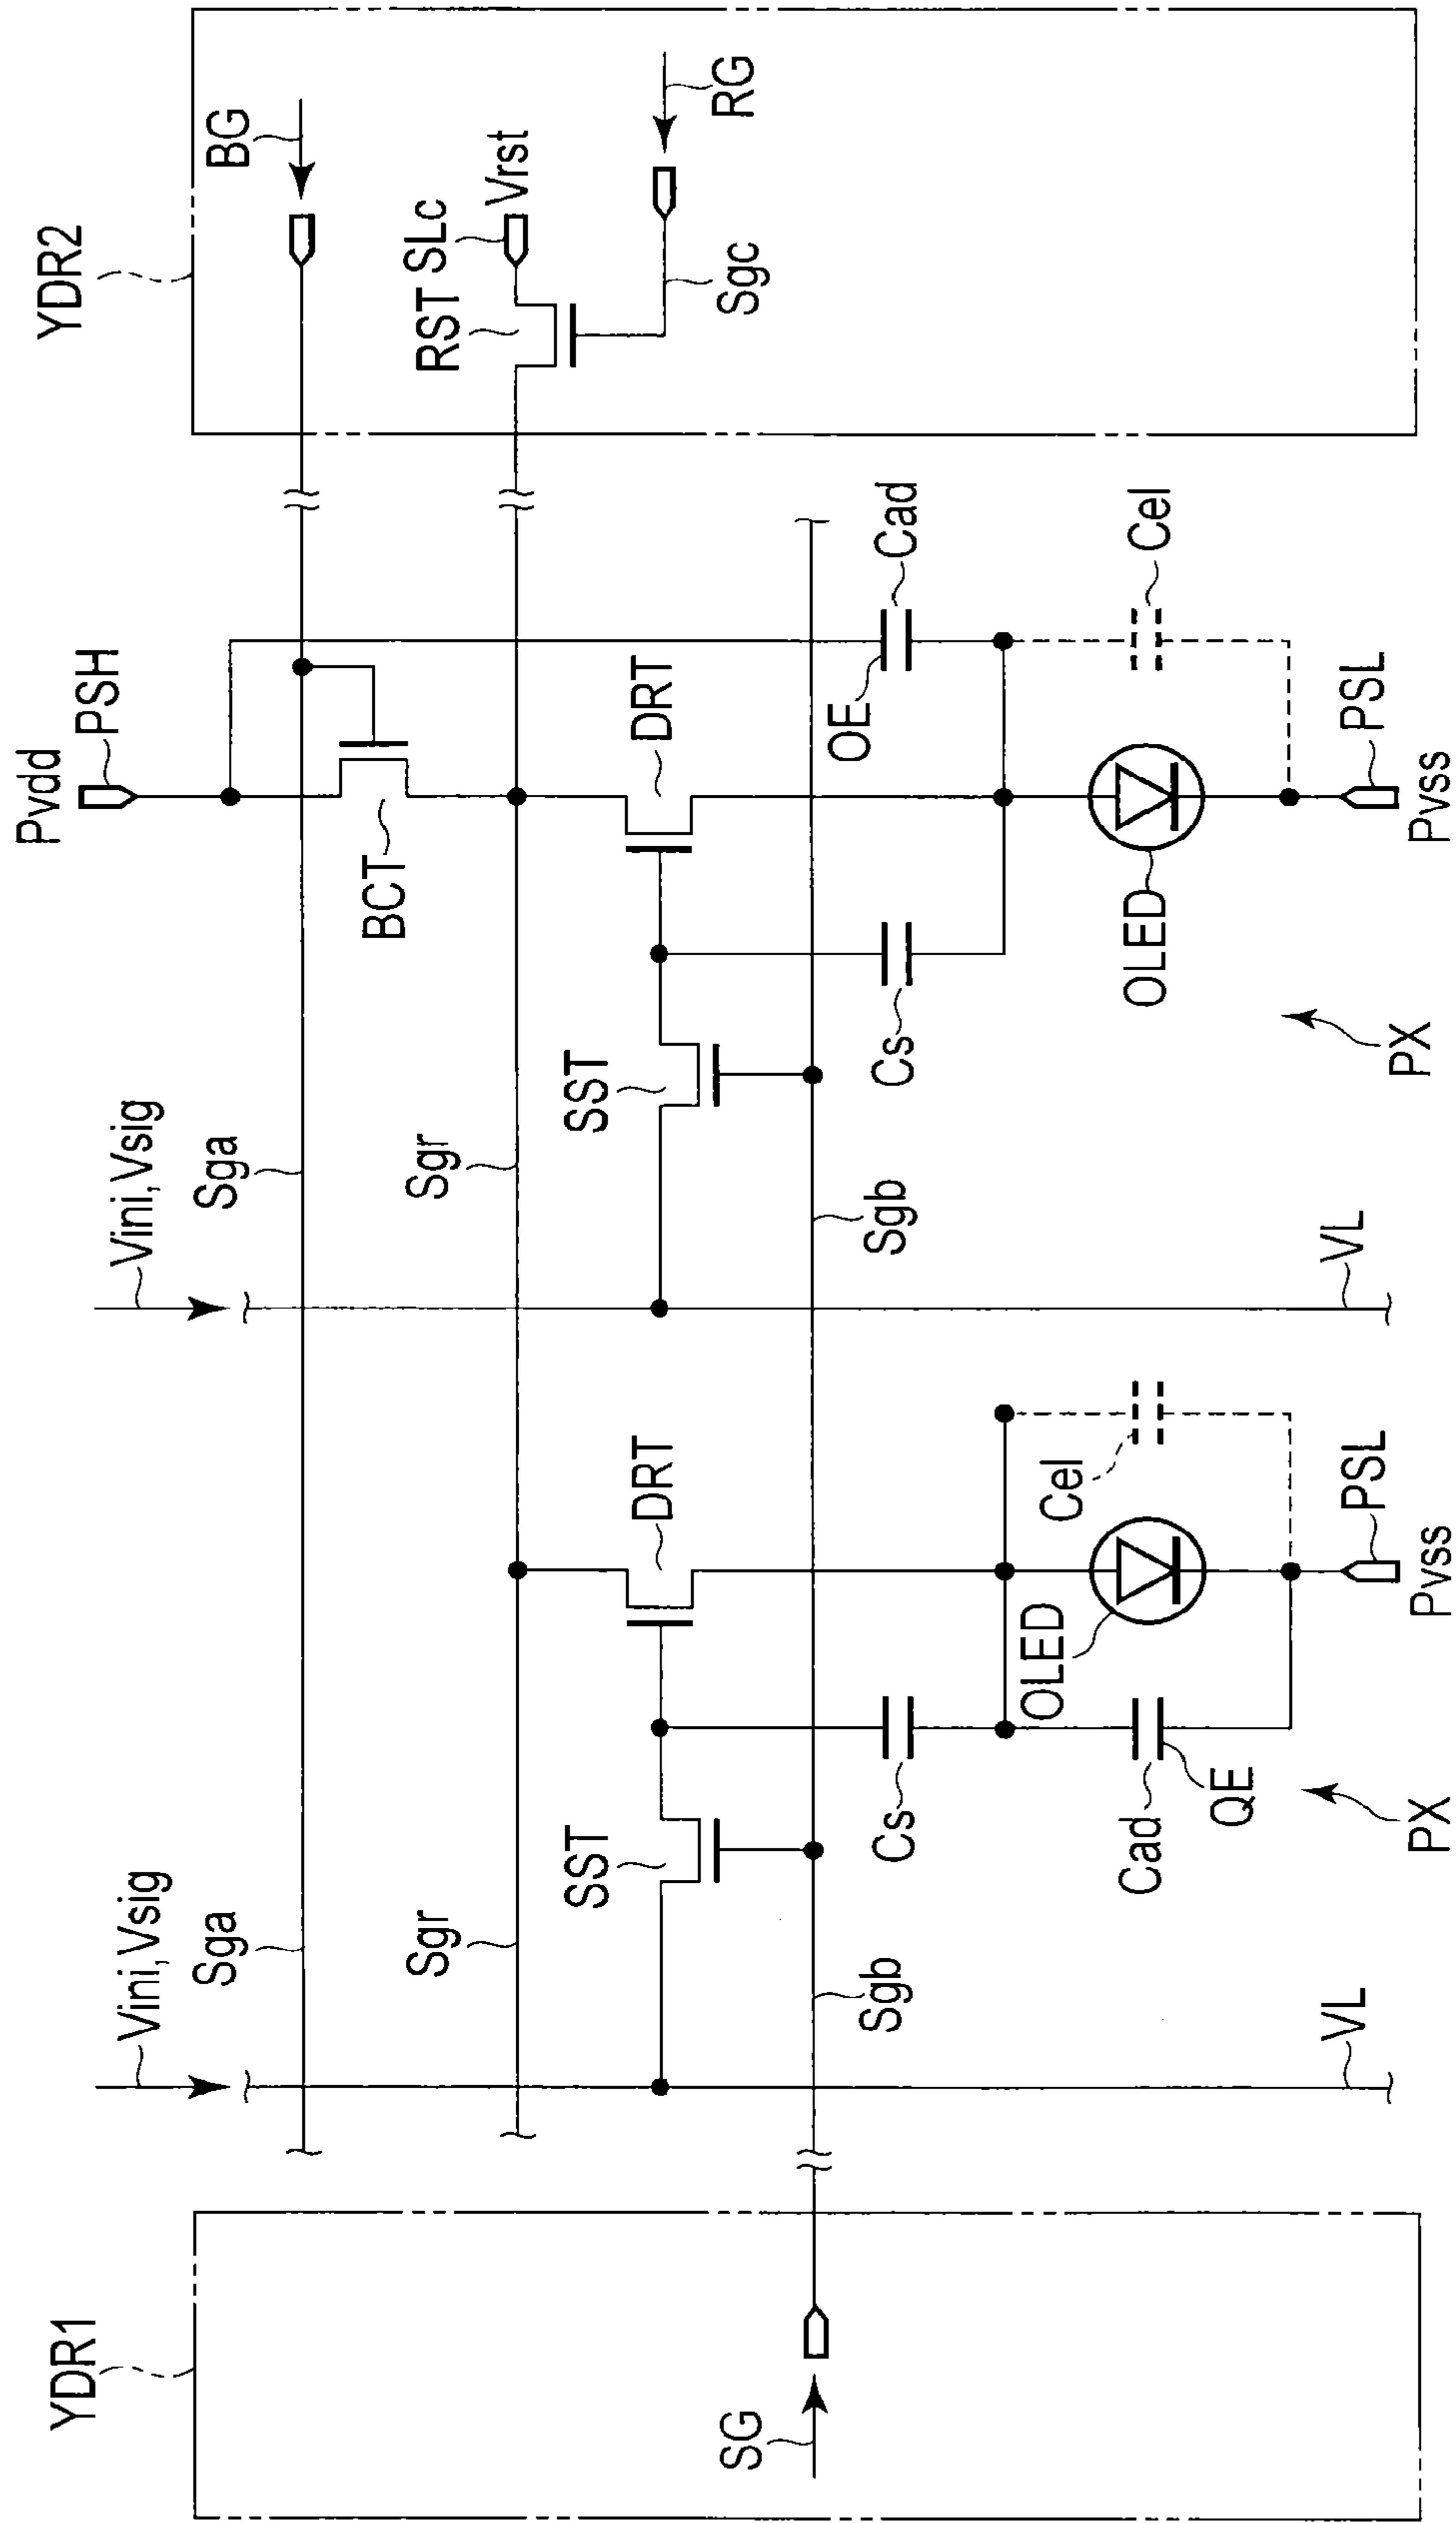 YDR1
SG
YDR2
BG
RST
SLc
Vrst
RG
Sgc
Pvdd
PSH
Vini,Vsig
Sga
Vini,Vsig
Sga
BCT
Sgr
Sgr
SST
DRT
SST
DRT
Sgb
Sgb
Cs
Cs
OE
Cad
Cad
QE
OLED
Cel
OLED
Cel
VL
VL
PX
PX
PSL
Pvss
PSL
Pvss